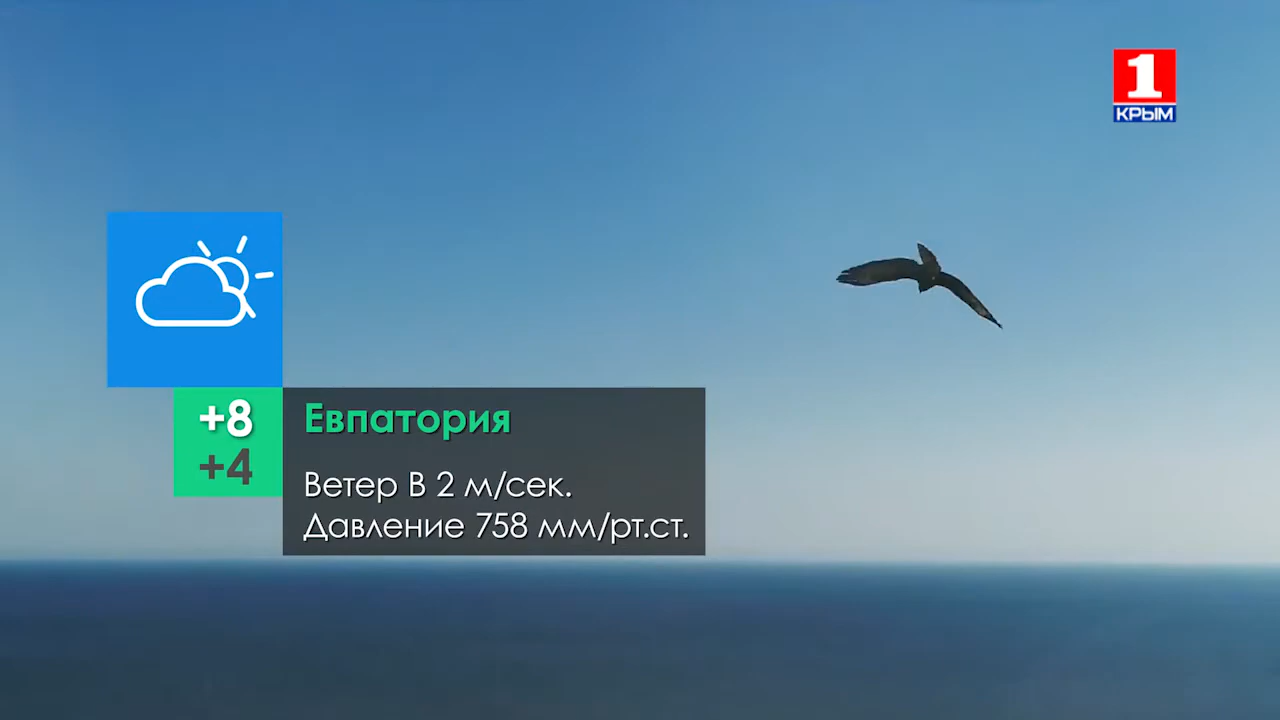 1
КРЫМ
+8
+4
Евпатория
Ветер В 2 м/сек.
Давление 758 мм/рт.ст.